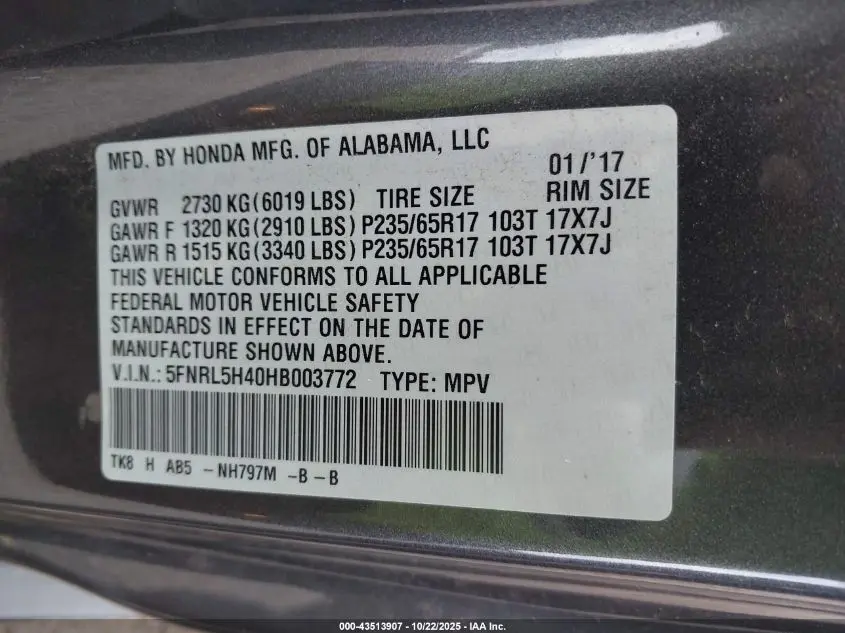 MFD. BY HONDA MFG. OF ALABAMA, LLC 01/'17
GVWR 2730 KG(6019 LBS) TIRE SIZE RIM SIZE
GAWR F 1320 KG(2910 LBS) P235/65R17 103T 17X7J
GAWR R 1515 KG(3340 LBS) P235/65R17 103T 17X7J
THIS VEHICLE CONFORMS TO ALL APPLICABLE
FEDERAL MOTOR VEHICLE SAFETY
STANDARDS IN EFFECT ON THE DATE OF
MANUFACTURE SHOWN ABOVE.
V.I.N.: 5FNRL5H40HB003772 TYPE: MPV
TK8 H AB5 -NH797M -B -B
000-43513907 - 10/22/2025 - IAA Inc.